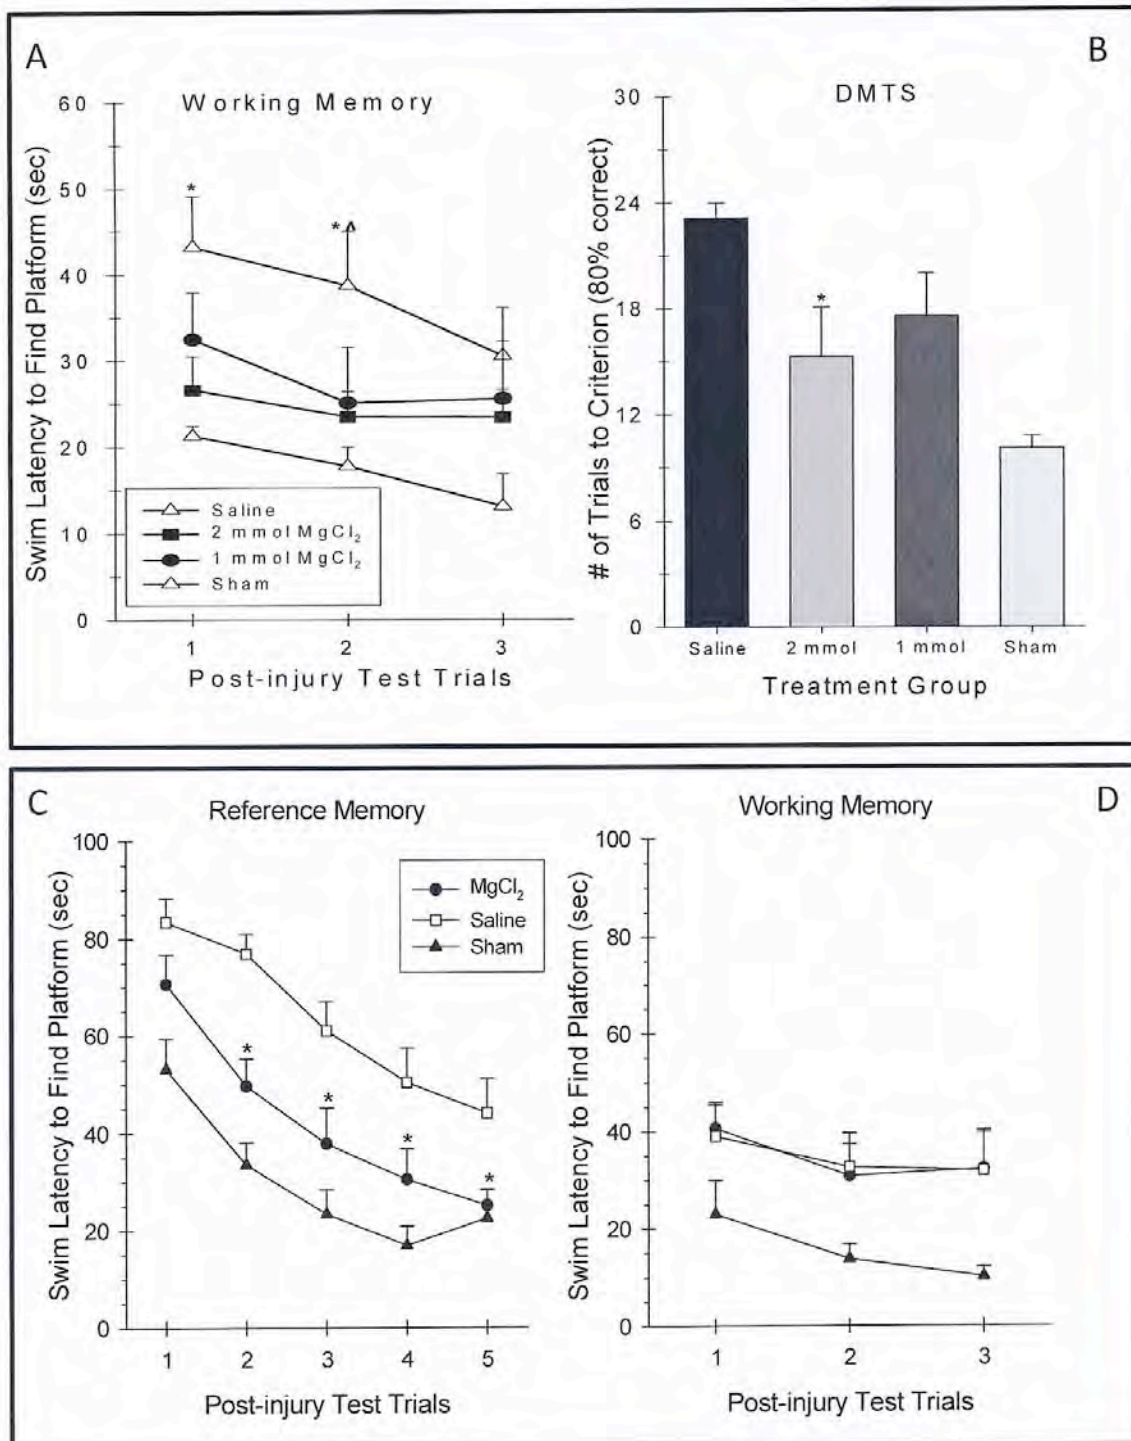 A
Working Memory
Swim Latency to Find Platform (sec)
60
50
40
30
20
10
0
*
* ^
Saline
2 mmol MgCl₂
1 mmol MgCl₂
Sham
1 2 3
Post-injury Test Trials
B
DMTS
# of Trials to Criterion (80% correct)
30
24
18
12
6
0
*
Saline 2 mmol 1 mmol Sham
Treatment Group
C
Reference Memory
Swim Latency to Find Platform (sec)
100
80
60
40
20
0
MgCl₂
Saline
Sham
*
*
*
*
1 2 3 4 5
Post-injury Test Trials
Working Memory
D
Swim Latency to Find Platform (sec)
100
80
60
40
20
0
1 2 3
Post-injury Test Trials